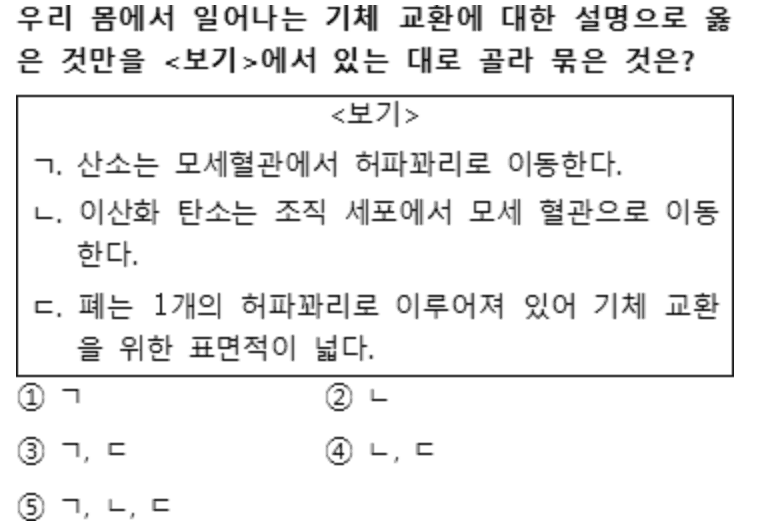 우리 몸에서 일어나는 기체 교환에 대한 설명으로 옳
은 것만을 <보기>에서 있는 대로 골라 묶은 것은?
<보기>
ㄱ. 산소는 모세혈관에서 허파꽈리로 이동한다.
ㄴ. 이산화 탄소는 조직 세포에서 모세 혈관으로 이동
한다.
ㄷ. 폐는 1개의 허파꽈리로 이루어져 있어 기체 교환
을 위한 표면적이 넓다.
① ㄱ ② ㄴ
③ ㄱ, ㄷ ④ ㄴ, ㄷ
⑤ ㄱ, ㄴ, ㄷ